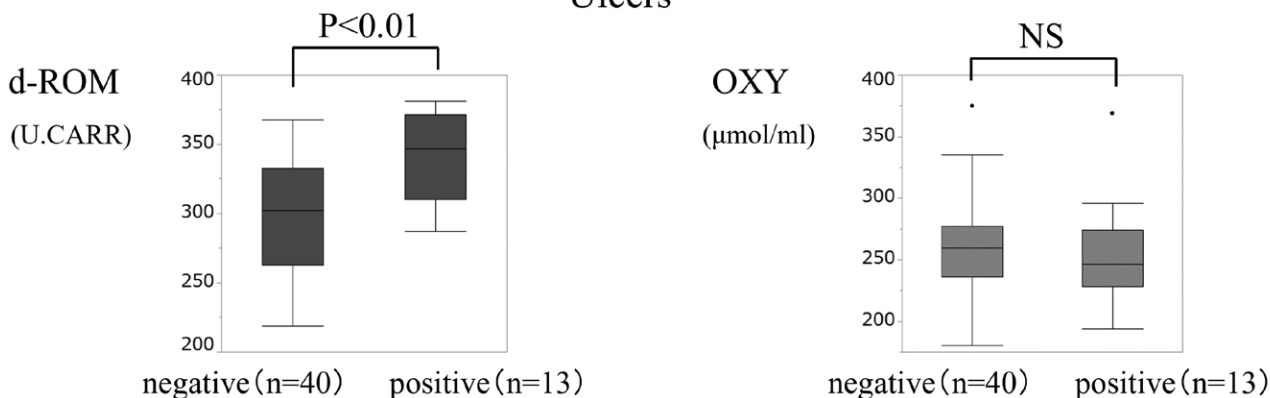 Ulcers
P<0.01
d-ROM
(U.CARR)
400
350
300
250
200
negative(n=40) positive(n=13)
NS
OXY
(μmol/ml)
400
350
300
250
200
negative(n=40) positive(n=13)